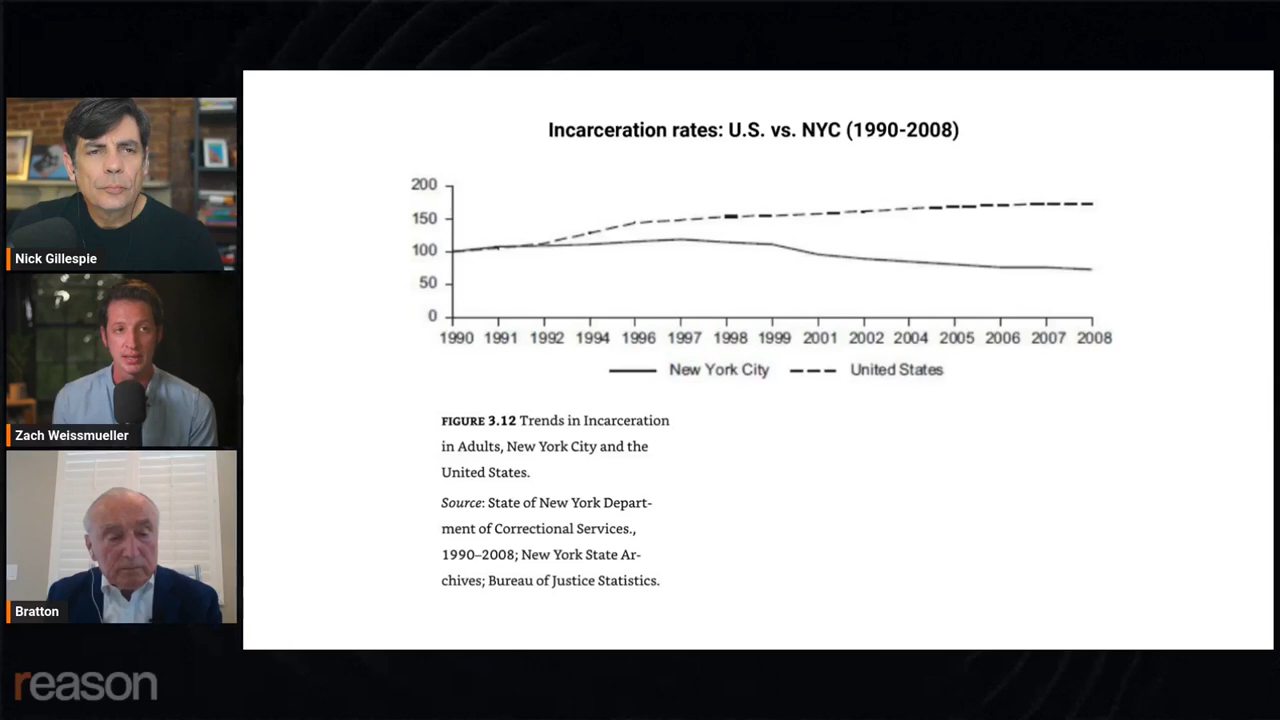 Nick Gillespie
Zach Weissmueller
Bratton
reason
Incarceration rates: U.S. vs. NYC (1990-2008)
200
150
100
50
0
1990 1991 1992 1994 1996 1997 1998 1999 2001 2002 2004 2005 2006 2007 2008
New York City United States
FIGURE 3.12 Trends in Incarceration
in Adults, New York City and the
United States.
Source: State of New York Depart-
ment of Correctional Services.,
1990–2008; New York State Ar-
chives; Bureau of Justice Statistics.